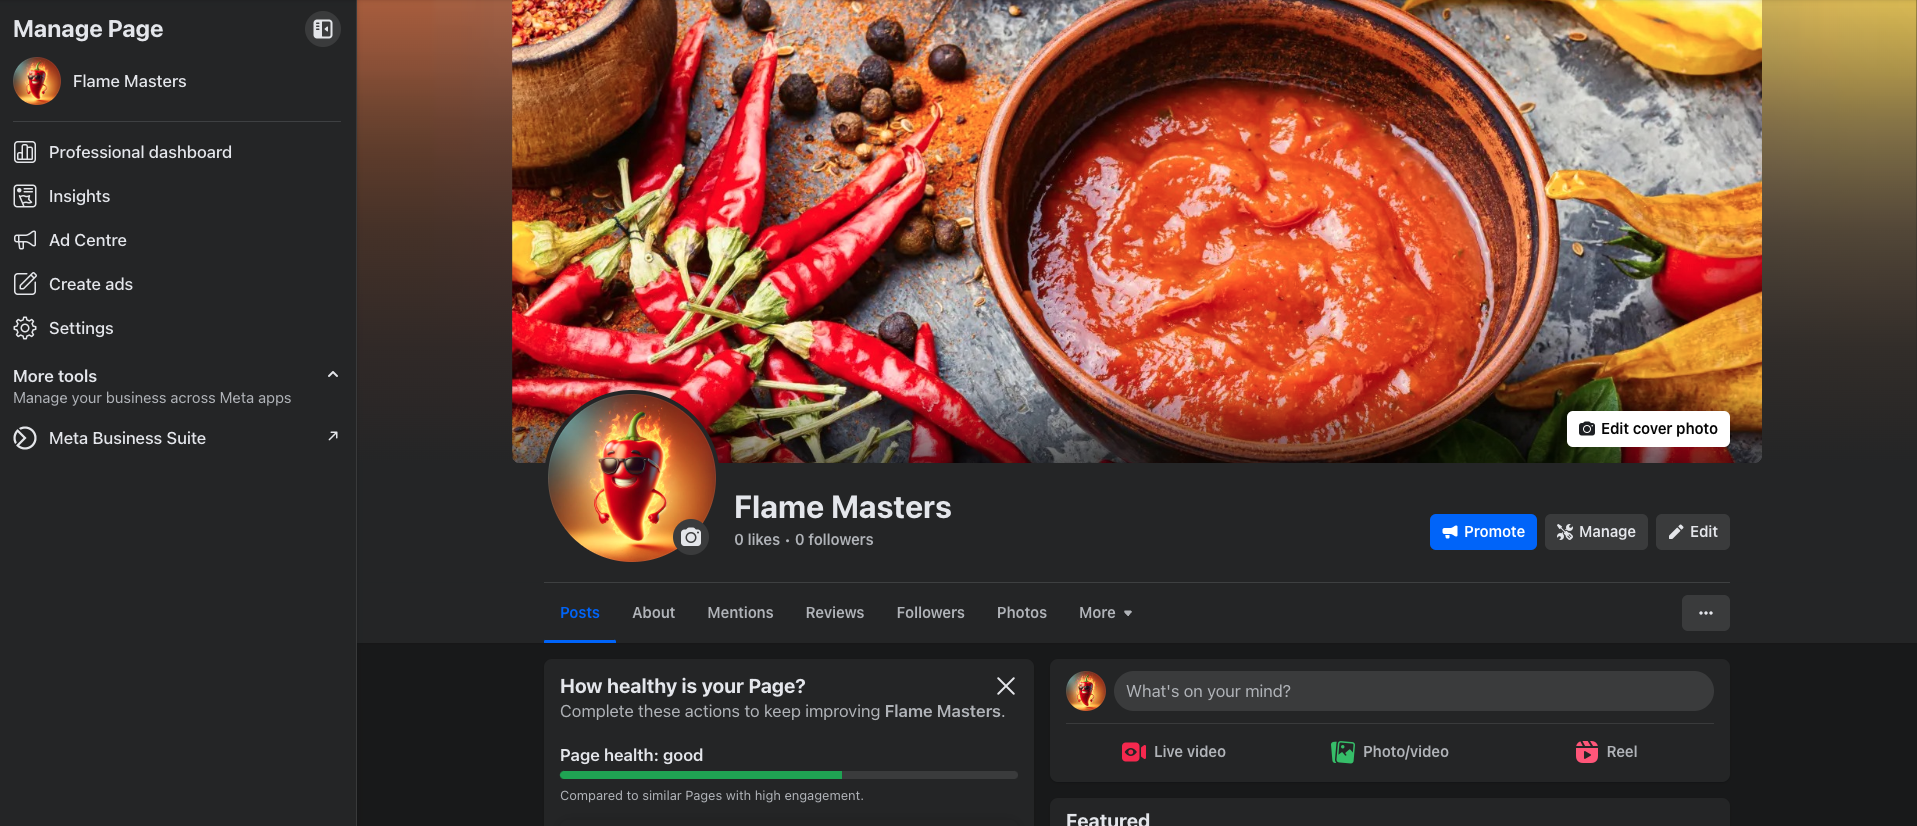 Manage Page
Flame Masters
Professional dashboard
Insights
Ad Centre
Create ads
Settings
More tools
Manage your business across Meta apps
Meta Business Suite
Edit cover photo
Flame Masters
0 likes • 0 followers
Promote
Manage
Edit
Posts
About
Mentions
Reviews
Followers
Photos
More
How healthy is your Page?
Complete these actions to keep improving Flame Masters.
Page health: good
Compared to similar Pages with high engagement.
What's on your mind?
Live video
Photo/video
Reel
Featured